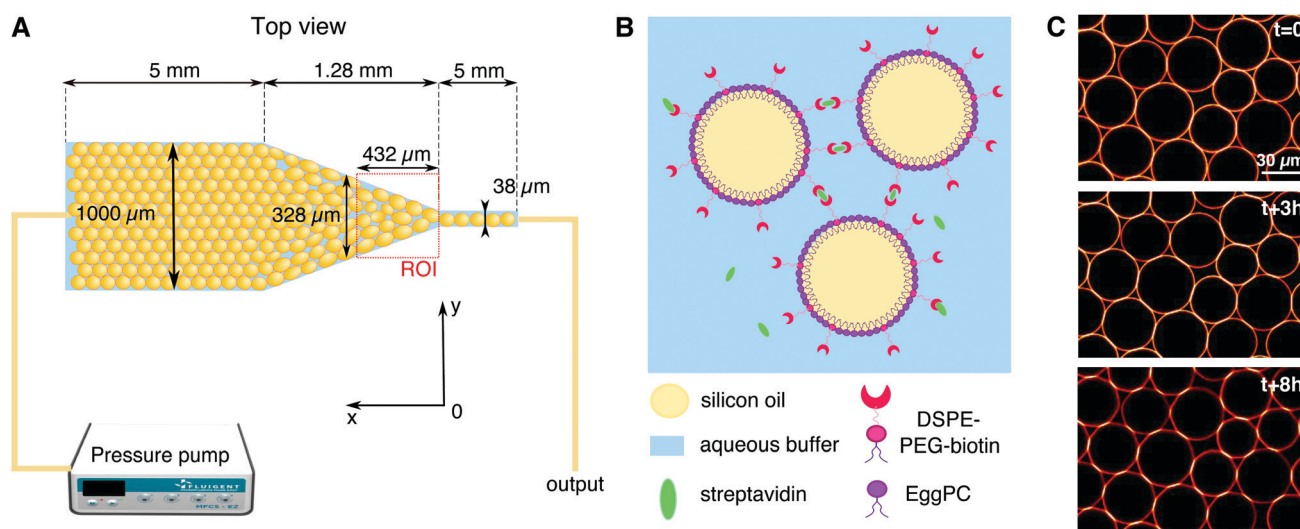 A
Top view
5 mm
1.28 mm
5 mm
432 µm
38 µm
1000 µm
328 µm
ROI
y
x
0
Pressure pump
FLUIGENT
MFCS - EZ
output
B
silicon oil
aqueous buffer
streptavidin
DSPE-
PEG-biotin
EggPC
C
t=0
30 µm
t+3h
t+8h